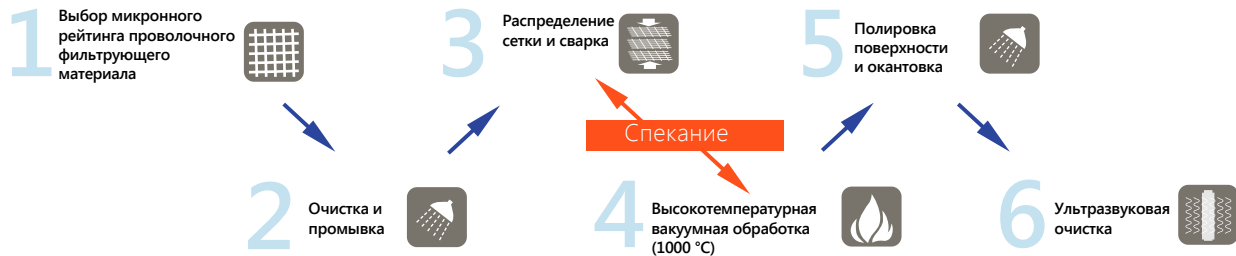 1
Выбор микронного
рейтинга проволочного
фильтрующего
материала
2
Очистка и
промывка
3
Распределение
сетки и сварка
Спекание
4
Высокотемпературная
вакуумная обработка
(1000 °C)
5
Полировка
поверхности
и окантовка
6
Ультразвуковая
очистка